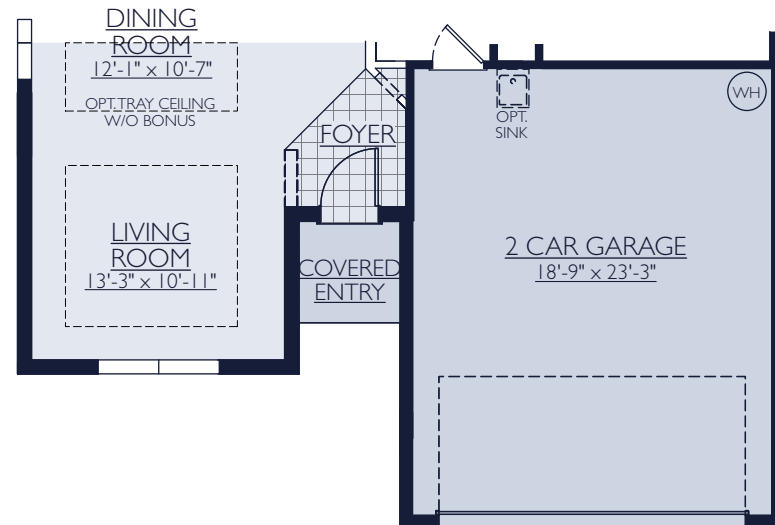 DINING
ROOM
12'-1" x 10'-7"
OPT.TRAY CEILING
W/O BONUS
FOYER
OPT.
SINK
WH
LIVING
ROOM
13'-3" x 10'-11"
COVERED
ENTRY
2 CAR GARAGE
18'-9" x 23'-3"